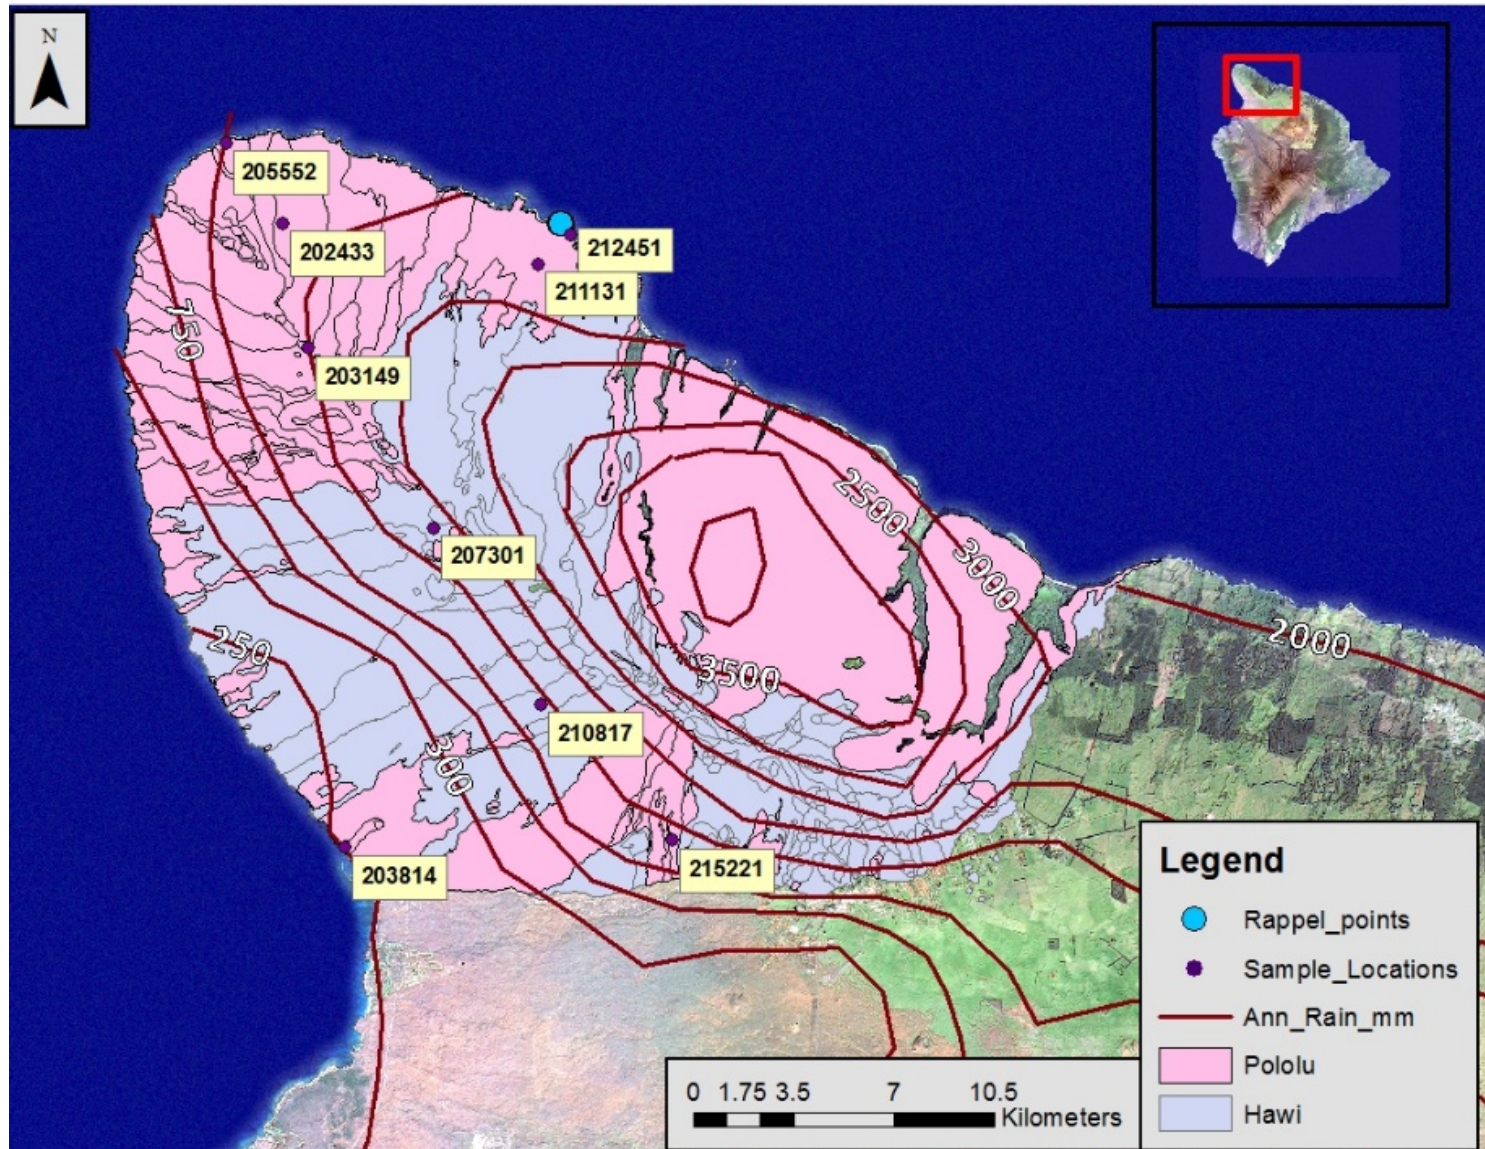 N
205552
202433
212451
211131
750
203149
2500
207301
3000
2000
250
3500
210817
300
215221
203814
Legend
Rappel_points
Sample_Locations
Ann_Rain_mm
Pololu
Hawi
0 1.75 3.5 7 10.5
Kilometers